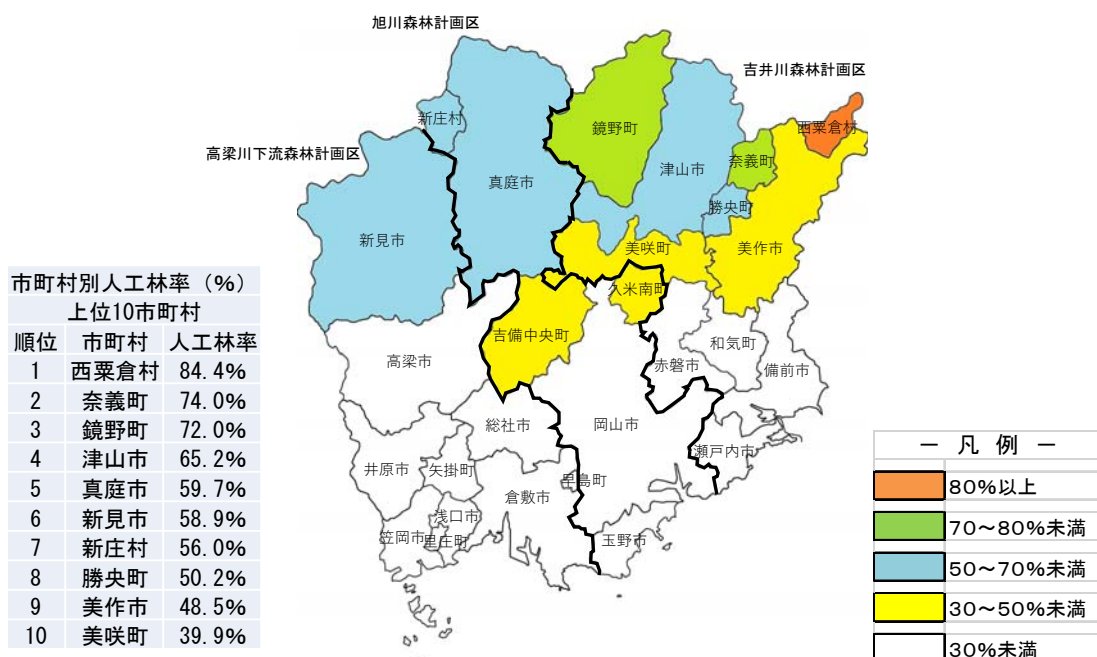 旭川森林計画区
吉井川森林計画区
高梁川下流森林計画区
新庄村
鏡野町
西粟倉村
奈義町
津山市
真庭市
勝央町
新見市
美咲町
美作市
久米南町
吉備中央町
和気町
高梁市
赤磐市
備前市
総社市
岡山市
瀬戸内市
井原市
矢掛町
早島町
倉敷市
浅口市
笠岡市
里庄町
玉野市
市町村別人工林率(%)
上位10市町村
順位 市町村 人工林率
1 西粟倉村 84.4%
2 奈義町 74.0%
3 鏡野町 72.0%
4 津山市 65.2%
5 真庭市 59.7%
6 新見市 58.9%
7 新庄村 56.0%
8 勝央町 50.2%
9 美作市 48.5%
10 美咲町 39.9%
― 凡 例 ―
80%以上
70~80%未満
50~70%未満
30~50%未満
30%未満